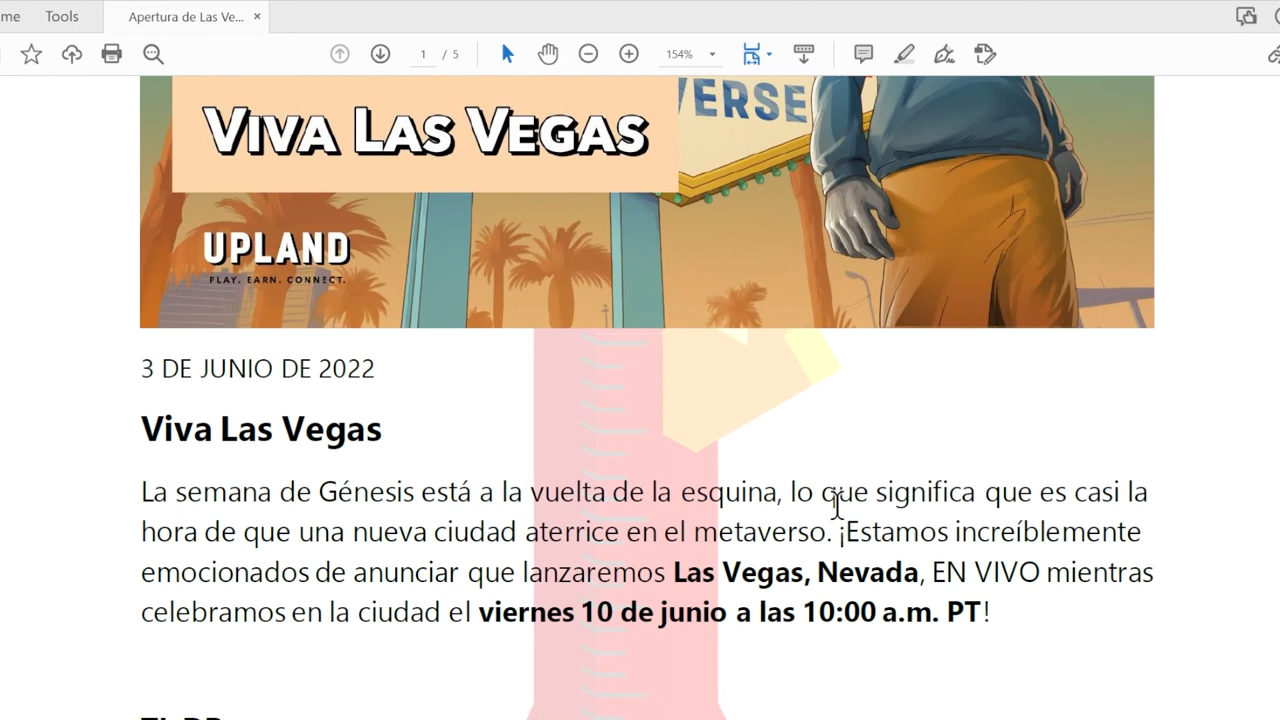 me Tools Apertura de Las Ve... ×
1 / 5 154%
VERSE
VIVA LAS VEGAS
UPLAND
PLAY. EARN. CONNECT.
3 DE JUNIO DE 2022
Viva Las Vegas
La semana de Génesis está a la vuelta de la esquina, lo que significa que es casi la
hora de que una nueva ciudad aterrice en el metaverso. ¡Estamos increíblemente
emocionados de anunciar que lanzaremos Las Vegas, Nevada, EN VIVO mientras
celebramos en la ciudad el viernes 10 de junio a las 10:00 a.m. PT!